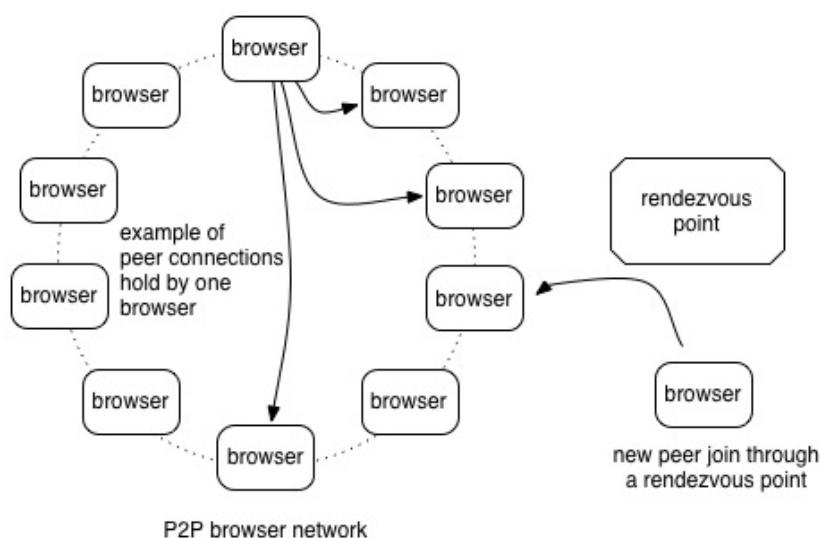 browser
browser
browser
browser
browser
rendezvous
point
example of
peer connections
hold by one
browser
browser
browser
browser
browser
browser
browser
new peer join through
a rendezvous point
P2P browser network